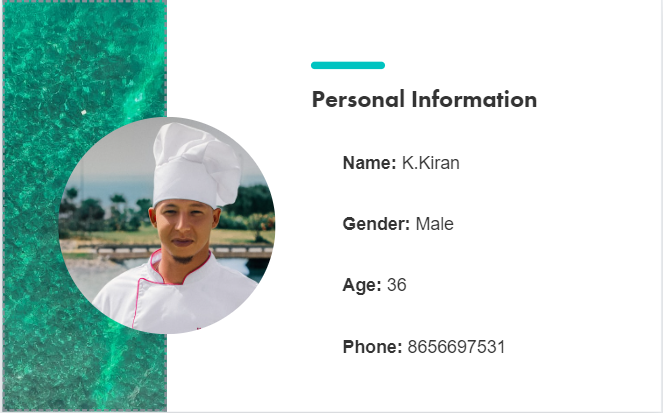 Personal Information
Name: K.Kiran
Gender: Male
Age: 36
Phone: 8656697531